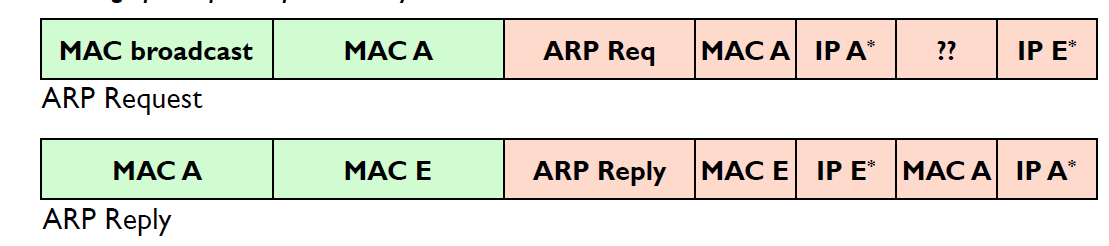 MAC broadcast MAC A ARP Req MAC A IP A* ?? IP E*
ARP Request
MAC A MAC E ARP Reply MAC E IP E* MAC A IP A*
ARP Reply